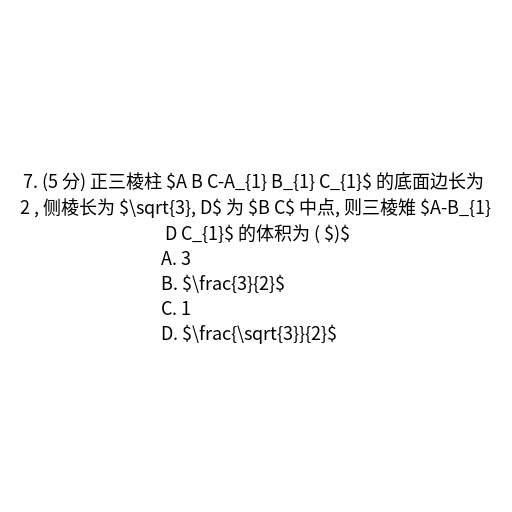 7. (5 分) 正三棱柱 $A B C-A_{1} B_{1} C_{1}$ 的底面边长为
2 , 侧棱长为 $\sqrt{3}, D$ 为 $B C$ 中点, 则三棱雉 $A-B_{1}
D C_{1}$ 的体积为 ( $)$
A. 3
B. $\frac{3}{2}$
C. 1
D. $\frac{\sqrt{3}}{2}$